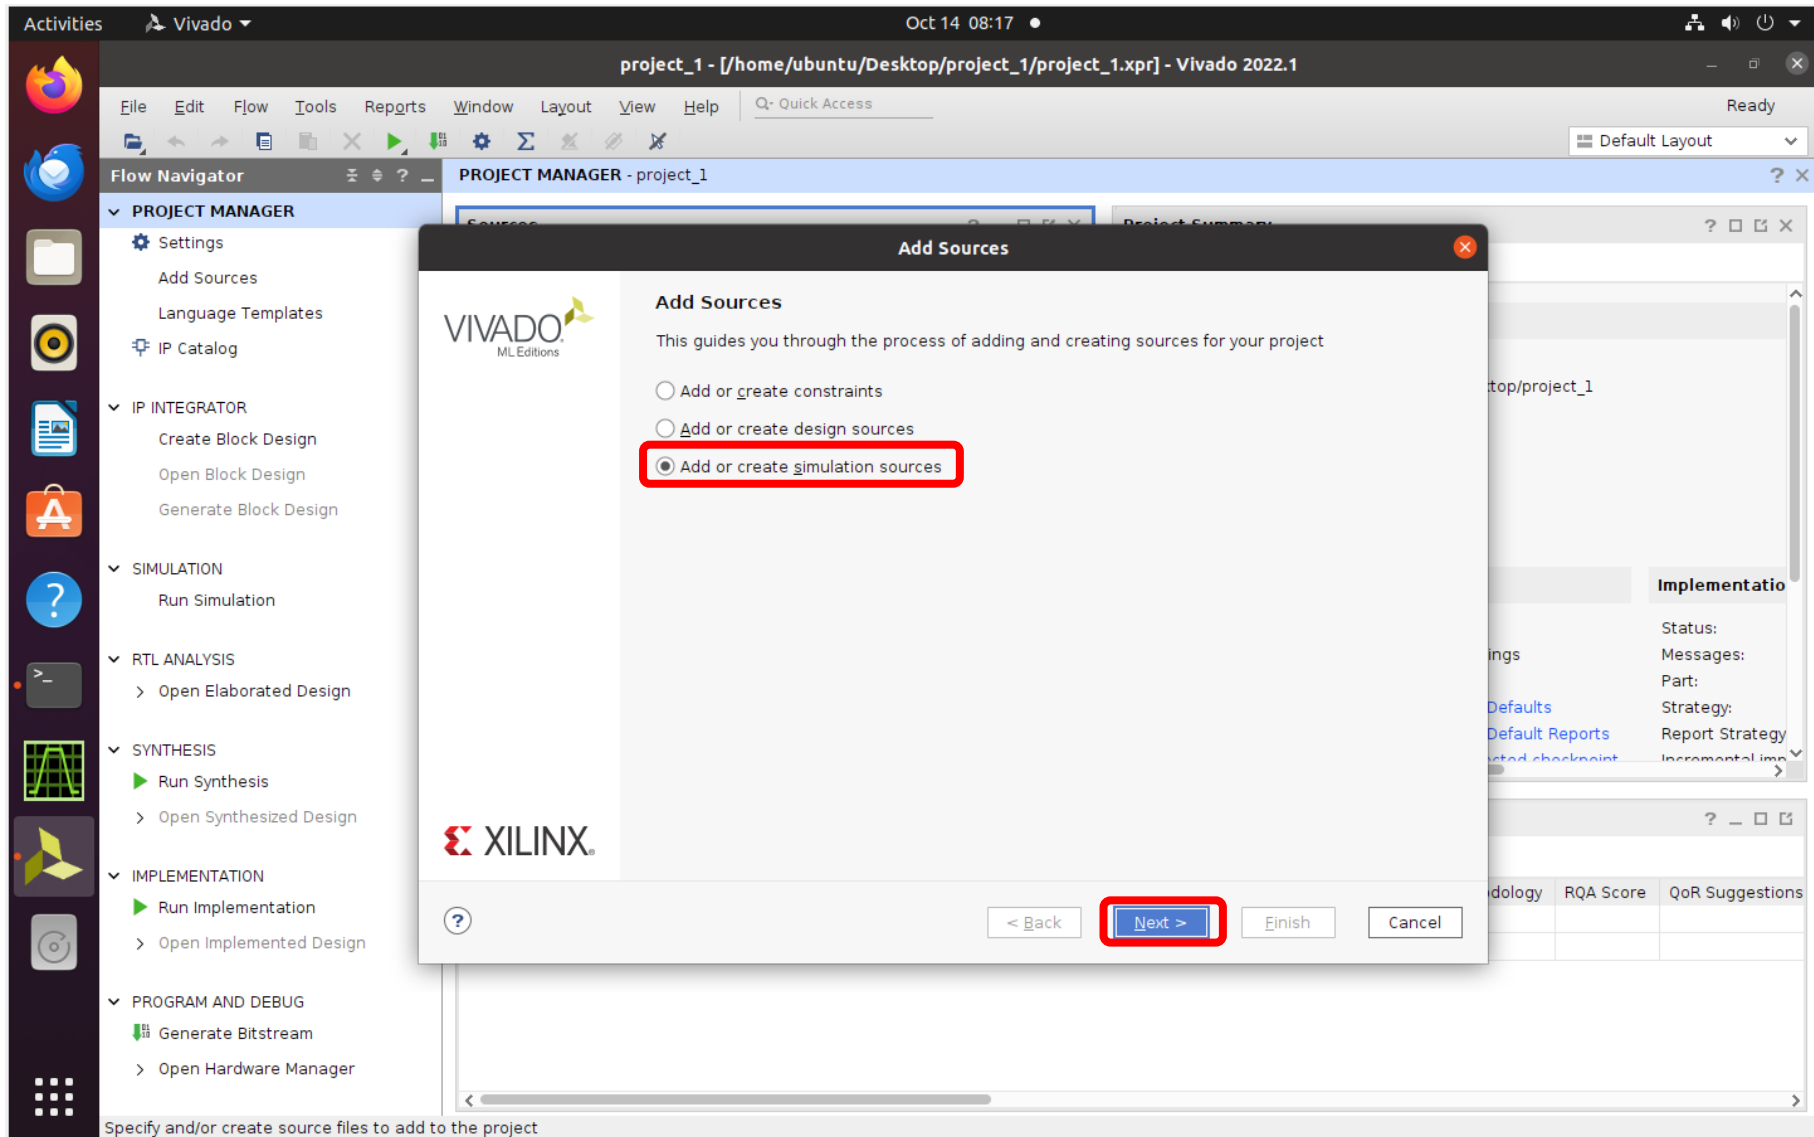 Activities
Vivado
Oct 14 08:17
project_1 - [/home/ubuntu/Desktop/project_1/project_1.xpr] - Vivado 2022.1
File Edit Flow Tools Reports Window Layout View Help
Quick Access
Ready
Default Layout
Flow Navigator
PROJECT MANAGER - project_1
PROJECT MANAGER
Settings
Add Sources
Language Templates
IP Catalog
IP INTEGRATOR
Create Block Design
Open Block Design
Generate Block Design
SIMULATION
Run Simulation
RTL ANALYSIS
Open Elaborated Design
SYNTHESIS
Run Synthesis
Open Synthesized Design
IMPLEMENTATION
Run Implementation
Open Implemented Design
PROGRAM AND DEBUG
Generate Bitstream
Open Hardware Manager
Sources
Project Summary
Add Sources
VIVADO
ML Editions
Add Sources
This guides you through the process of adding and creating sources for your project
Add or create constraints
Add or create design sources
Add or create simulation sources
XILINX
< Back
Next >
Finish
Cancel
top/project_1
Implementatio
Status:
ings
Messages:
Part:
Defaults
Strategy:
Default Reports
Report Strategy
cted checkpoint
Incremental imp
dology
RQA Score
QoR Suggestions
Specify and/or create source files to add to the project